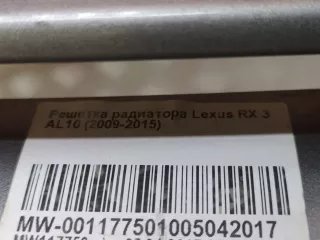 Решетка радиатора Lexus RX 3
AL10 (2009-2015)
MW-001177501005042017